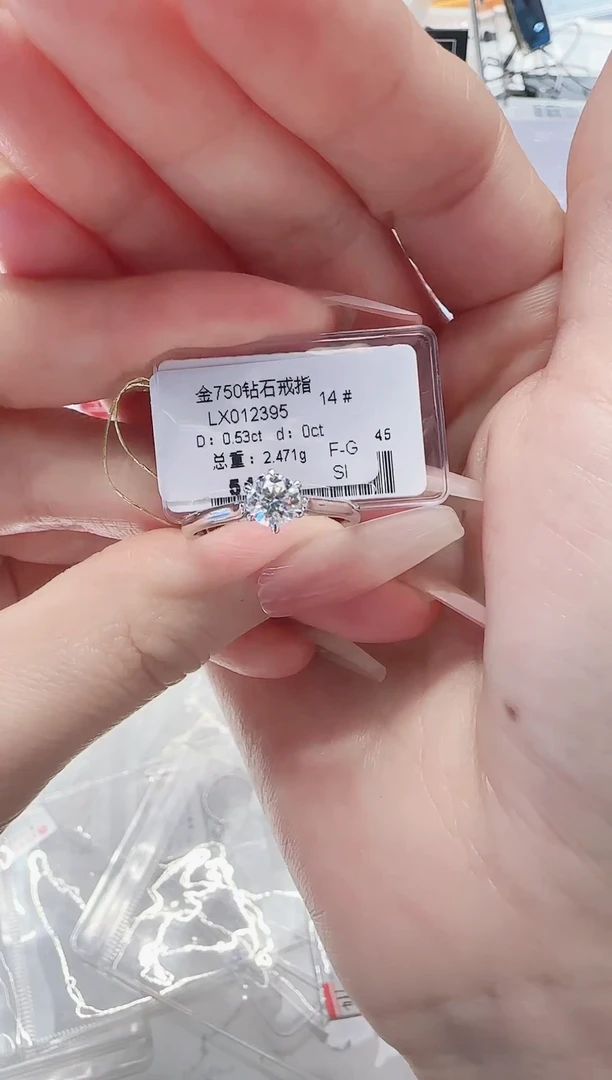 金750钻石戒指 14#
LX012395
D: 0.53ct d: 0ct 45
总重: 2.471g F-G
SI